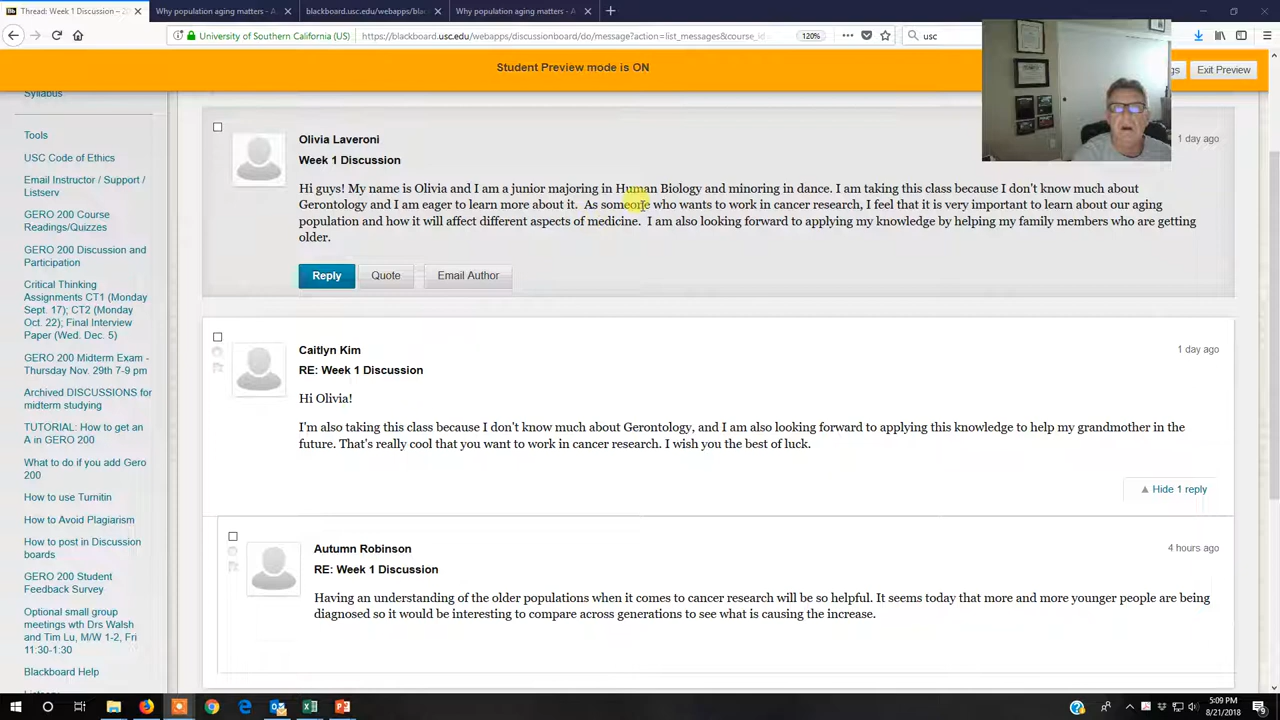 Thread: Week 1 Discussion – 20
Why population aging matters - A
blackboard.usc.edu/webapps/bla
Why population aging matters - A
University of Southern California (US)
https://blackboard.usc.edu/webapps/discussionboard/do/message?action=list_messages&course_id
120%
usc
Student Preview mode is ON
Exit Preview
Syllabus
Tools
USC Code of Ethics
Email Instructor / Support /
Listserv
GERO 200 Course
Readings/Quizzes
GERO 200 Discussion and
Participation
Critical Thinking
Assignments CT1 (Monday
Sept. 17); CT2 (Monday
Oct. 22); Final Interview
Paper (Wed. Dec. 5)
GERO 200 Midterm Exam -
Thursday Nov. 29th 7-9 pm
Archived DISCUSSIONS for
midterm studying
TUTORIAL: How to get an
A in GERO 200
What to do if you add Gero
200
How to use Turnitin
How to Avoid Plagiarism
How to post in Discussion
boards
GERO 200 Student
Feedback Survey
Optional small group
meetings wth Drs Walsh
and Tim Lu, M/W 1-2, Fri
11:30-1:30
Blackboard Help
Olivia Laveroni
1 day ago
Week 1 Discussion
Hi guys! My name is Olivia and I am a junior majoring in Human Biology and minoring in dance. I am taking this class because I don't know much about
Gerontology and I am eager to learn more about it. As someone who wants to work in cancer research, I feel that it is very important to learn about our aging
population and how it will affect different aspects of medicine. I am also looking forward to applying my knowledge by helping my family members who are getting
older.
Reply
Quote
Email Author
Caitlyn Kim
1 day ago
RE: Week 1 Discussion
Hi Olivia!
I'm also taking this class because I don't know much about Gerontology, and I am also looking forward to applying this knowledge to help my grandmother in the
future. That's really cool that you want to work in cancer research. I wish you the best of luck.
Hide 1 reply
Autumn Robinson
4 hours ago
RE: Week 1 Discussion
Having an understanding of the older populations when it comes to cancer research will be so helpful. It seems today that more and more younger people are being
diagnosed so it would be interesting to compare across generations to see what is causing the increase.
5:09 PM
8/21/2018